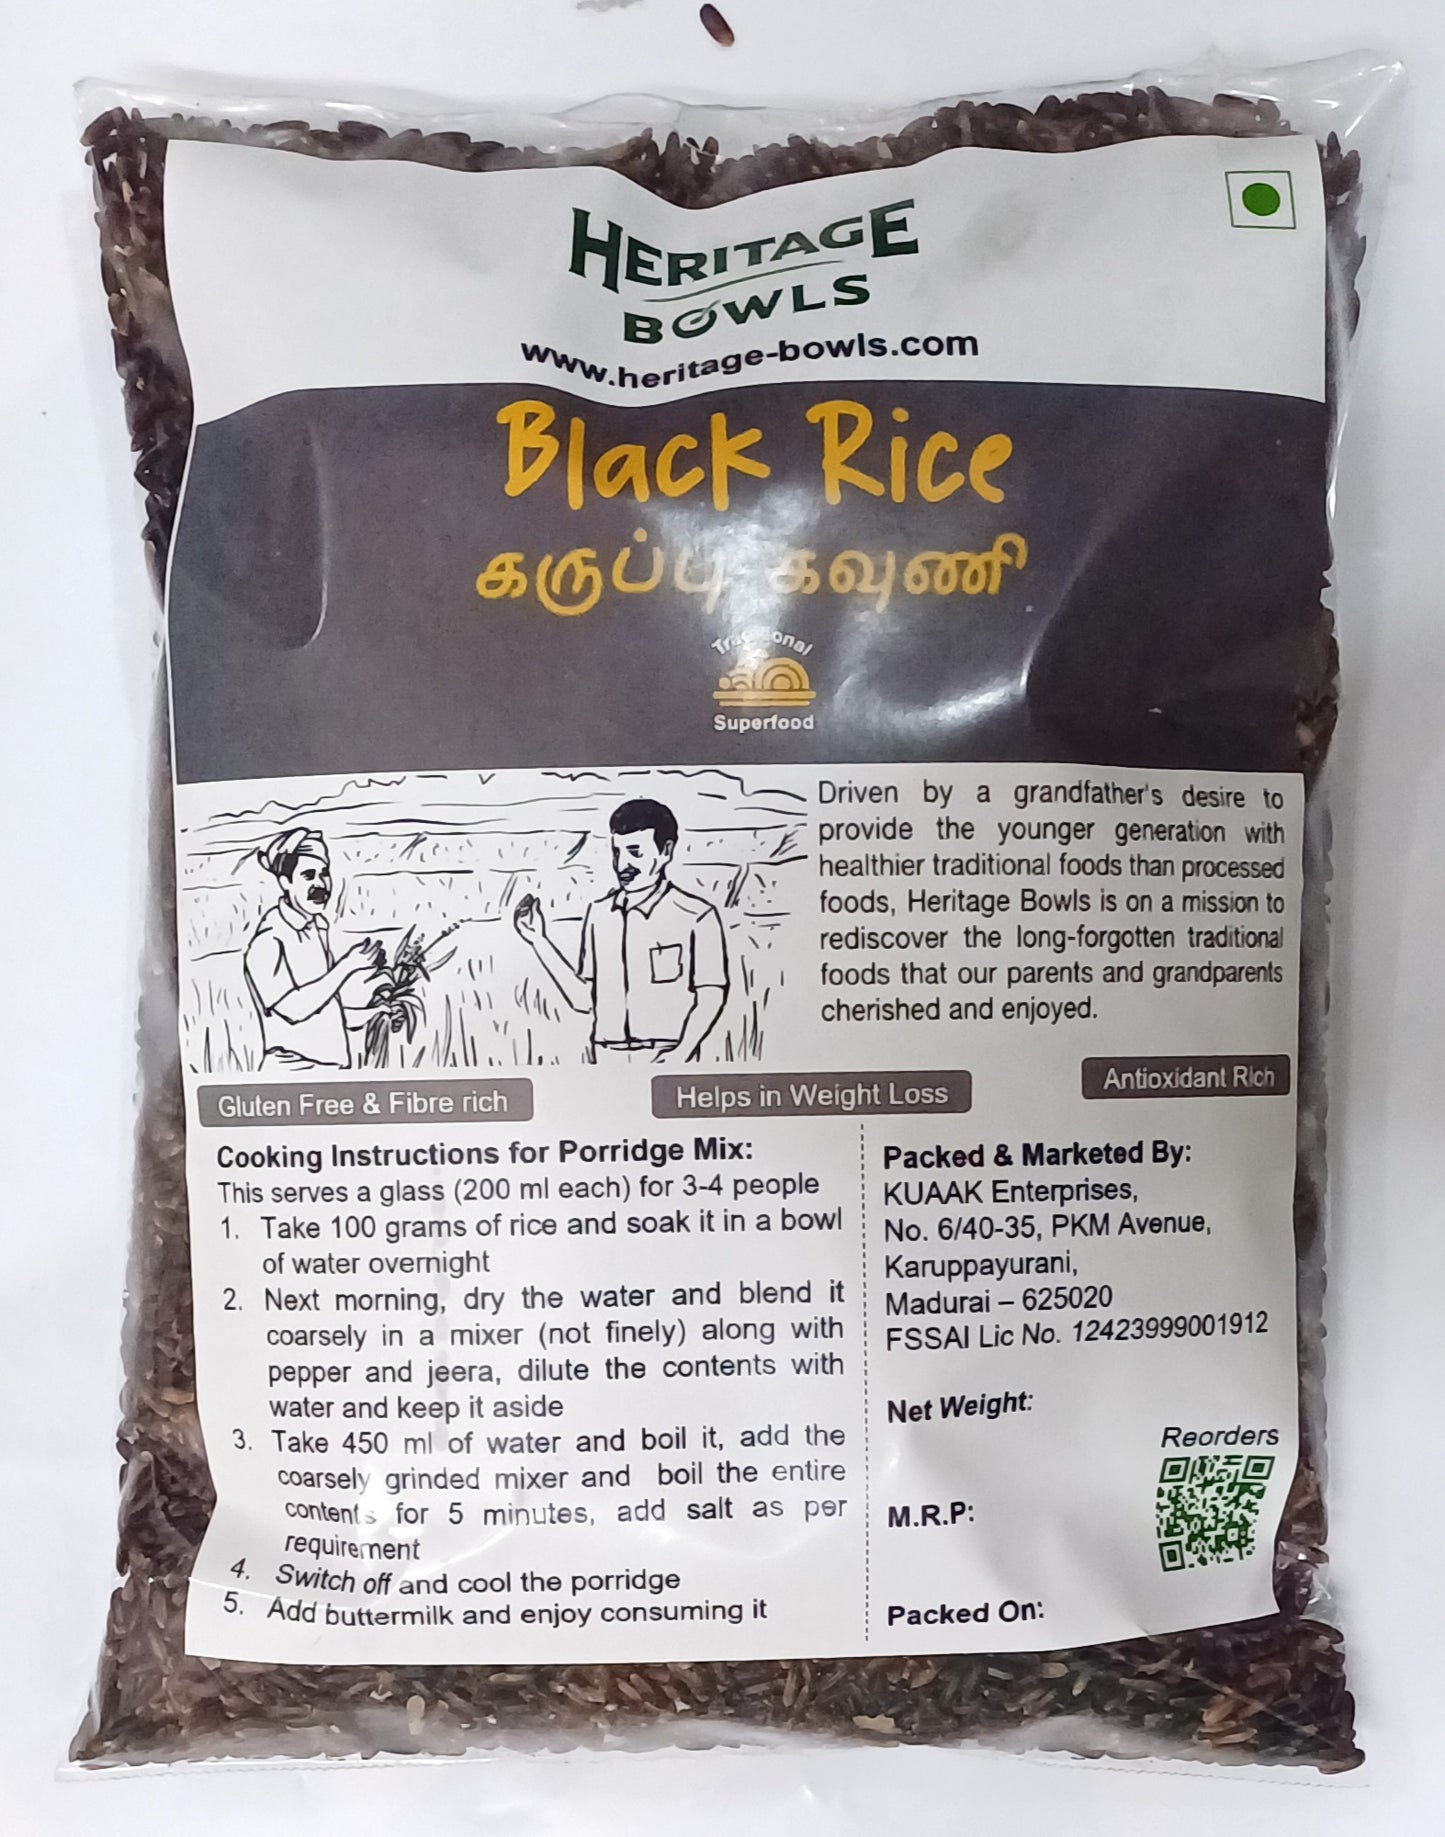 HERITAGE
BOWLS
www.heritage-bowls.com
Black Rice
கருப்பு கவுணி
Traditional
Superfood
Driven by a grandfather's desire to
provide the younger generation with
healthier traditional foods than processed
foods, Heritage Bowls is on a mission to
rediscover the long-forgotten traditional
foods that our parents and grandparents
cherished and enjoyed.
Gluten Free & Fibre rich
Helps in Weight Loss
Antioxidant Rich
Cooking Instructions for Porridge Mix:
This serves a glass (200 ml each) for 3-4 people
1. Take 100 grams of rice and soak it in a bowl
of water overnight
2. Next morning, dry the water and blend it
coarsely in a mixer (not finely) along with
pepper and jeera, dilute the contents with
water and keep it aside
3. Take 450 ml of water and boil it, add the
coarsely grinded mixer and boil the entire
contents for 5 minutes, add salt as per
requirement
4. Switch off and cool the porridge
5. Add buttermilk and enjoy consuming it
Packed & Marketed By:
KUAAK Enterprises,
No. 6/40-35, PKM Avenue,
Karuppayurani,
Madurai – 625020
FSSAI Lic No. 12423999001912
Net Weight:
Reorders
M.R.P:
Packed On: